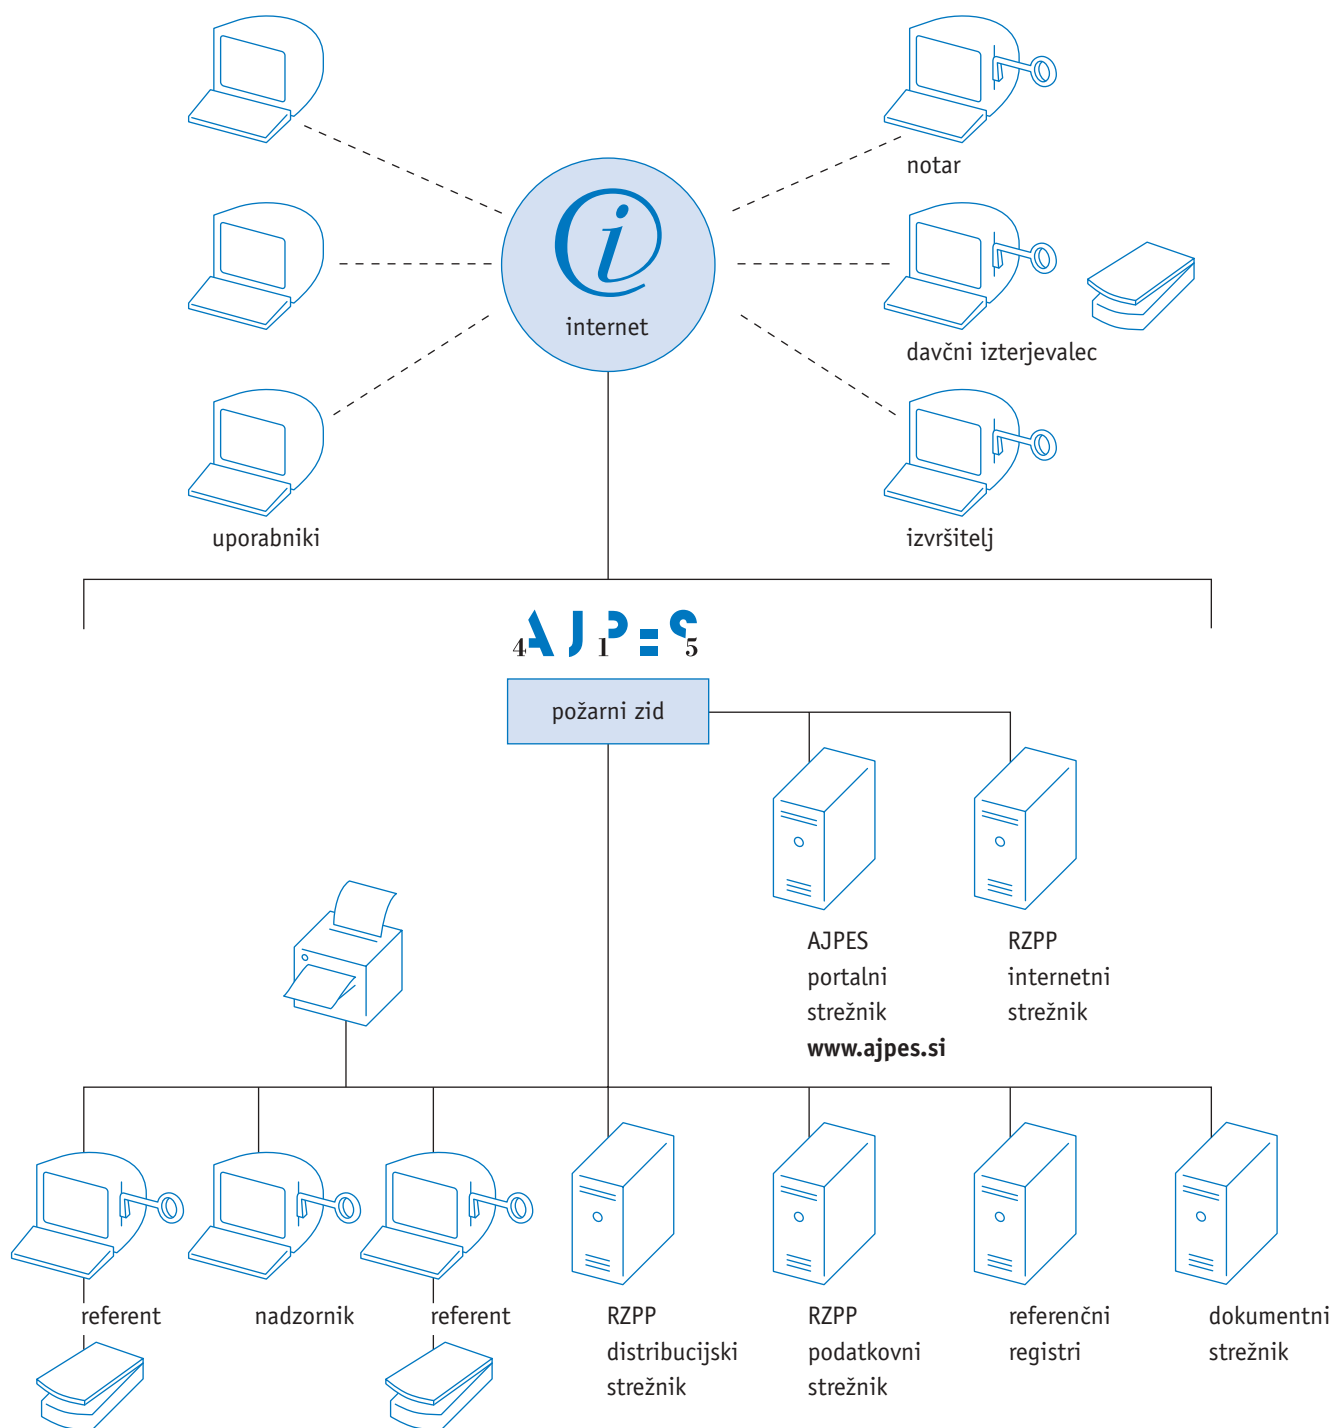 notar
internet
davčni izterjevalec
uporabniki
izvršitelj
4AJ1PES5
požarni zid
AJPES
portalni
strežnik
www.ajpes.si
RZPP
internetni
strežnik
referent
nadzornik
referent
RZPP
distribucijski
strežnik
RZPP
podatkovni
strežnik
referenčni
registri
dokumentni
strežnik